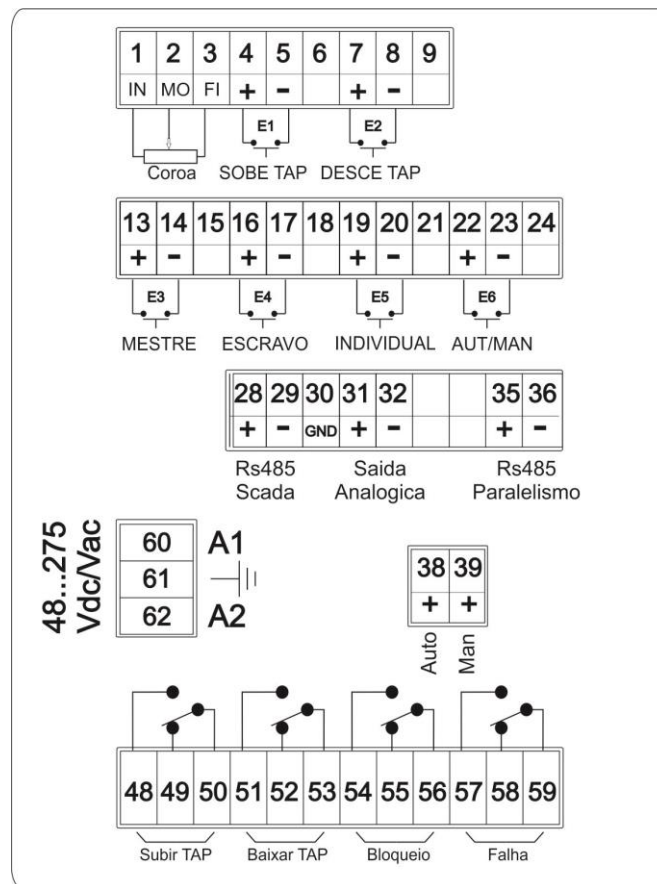 1 2 3 4 5 6 7 8 9
IN MO FI + - + -
E1 E2
Coroa SOBE TAP DESCE TAP
13 14 15 16 17 18 19 20 21 22 23 24
+ - + - + - + -
E3 E4 E5 E6
MESTRE ESCRAVO INDIVIDUAL AUT/MAN
28 29 30 31 32 35 36
+ - GND + - + -
Rs485 Saida Rs485
Scada Analogica Paralelismo
48...275
Vdc/Vac
60 A1
61
62 A2
38 39
+ +
Auto Man
48 49 50 51 52 53 54 55 56 57 58 59
Subir TAP Baixar TAP Bloqueio Falha